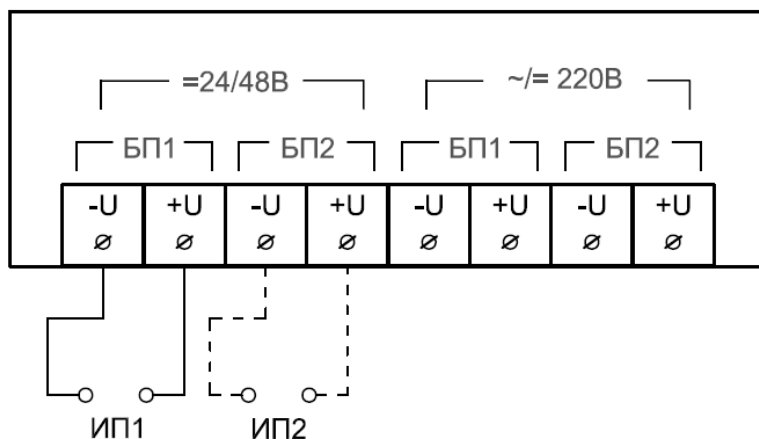 =24/48В ~/= 220В
БП1 БП2 БП1 БП2
-U +U -U +U -U +U -U +U
ИП1 ИП2